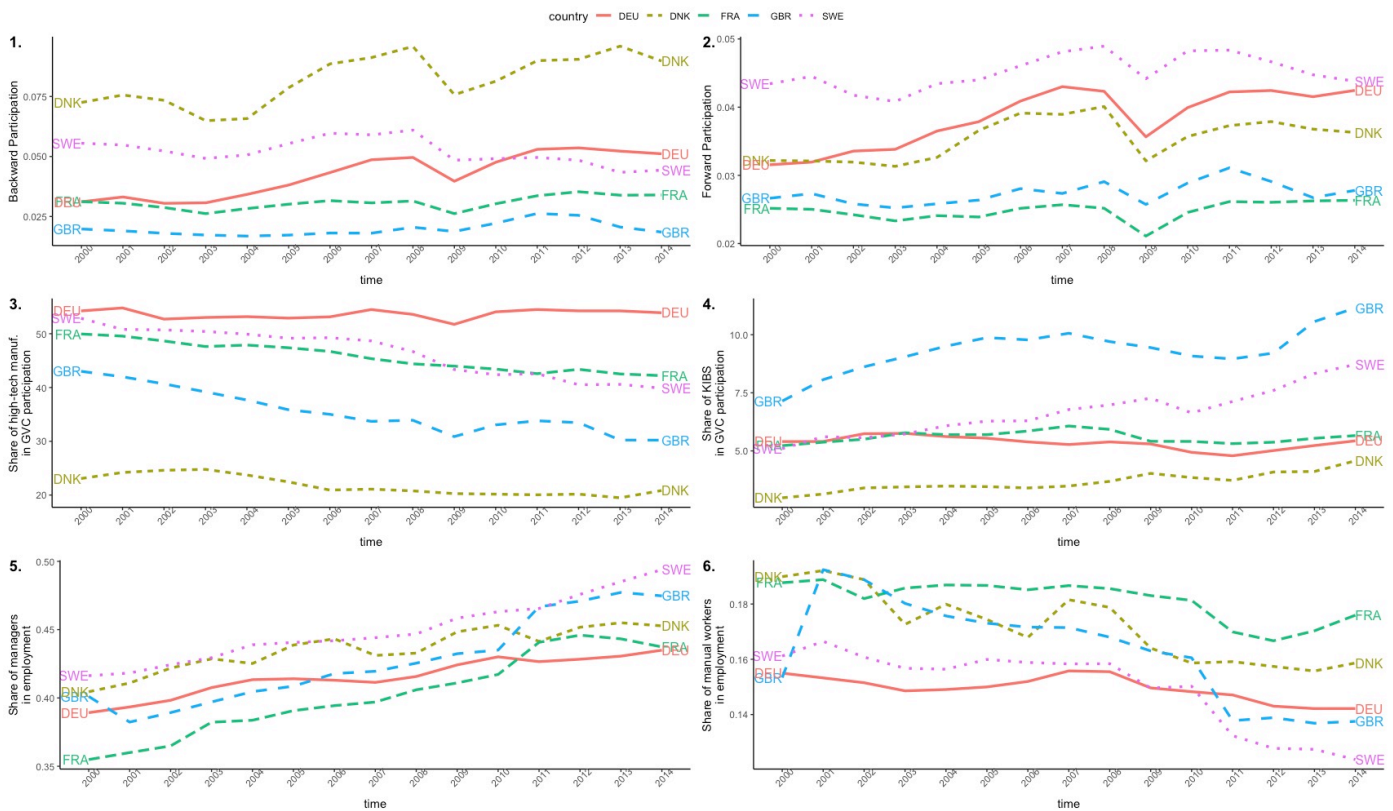 country DEU DNK FRA GBR SWE
1.
Backward Participation
0.075
0.050
0.025
DNK
SWE
DEU
FRA
GBR
DNK
DEU
SWE
FRA
GBR
2000 2001 2002 2003 2004 2005 2006 2007 2008 2009 2010 2011 2012 2013 2014
time
2.
Forward Participation
0.05
0.04
0.03
0.02
SWE
DNK
DEU
GBR
FRA
SWE
DEU
DNK
GBR
FRA
2000 2001 2002 2003 2004 2005 2006 2007 2008 2009 2010 2011 2012 2013 2014
time
3.
Share of high-tech manuf.
in GVC participation
50
40
30
20
DEU
SWE
FRA
GBR
DNK
DEU
FRA
SWE
GBR
DNK
2000 2001 2002 2003 2004 2005 2006 2007 2008 2009 2010 2011 2012 2013 2014
time
4.
Share of KIBS
in GVC participation
10.0
7.5
5.0
GBR
DEU
FRA
SWE
DNK
GBR
SWE
FRA
DEU
DNK
2000 2001 2002 2003 2004 2005 2006 2007 2008 2009 2010 2011 2012 2013 2014
time
5.
Share of managers
in employment
0.50
0.45
0.40
0.35
SWE
DNK
GBR
DEU
FRA
SWE
GBR
DNK
FRA
DEU
2000 2001 2002 2003 2004 2005 2006 2007 2008 2009 2010 2011 2012 2013 2014
time
6.
Share of manual workers
in employment
0.18
0.16
0.14
DNK
FRA
SWE
DEU
GBR
FRA
DNK
DEU
GBR
SWE
2000 2001 2002 2003 2004 2005 2006 2007 2008 2009 2010 2011 2012 2013 2014
time